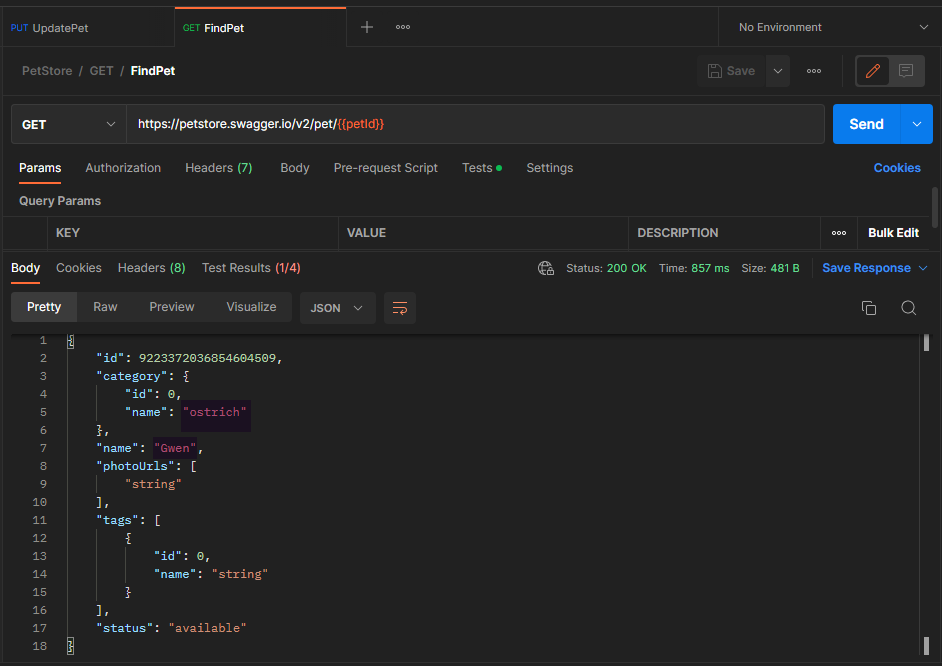 PUT UpdatePet GET FindPet No Environment
PetStore / GET / FindPet Save
GET https://petstore.swagger.io/v2/pet/{{petId}} Send
Params Authorization Headers (7) Body Pre-request Script Tests Settings Cookies
Query Params
KEY VALUE DESCRIPTION Bulk Edit
Body Cookies Headers (8) Test Results (1/4) Status: 200 OK Time: 857 ms Size: 481 B Save Response
Pretty Raw Preview Visualize JSON
1 {
2 "id": 9223372036854604509,
3 "category": {
4 "id": 0,
5 "name": "ostrich"
6 },
7 "name": "Gwen",
8 "photoUrls": [
9 "string"
10 ],
11 "tags": [
12 {
13 "id": 0,
14 "name": "string"
15 }
16 ],
17 "status": "available"
18 }